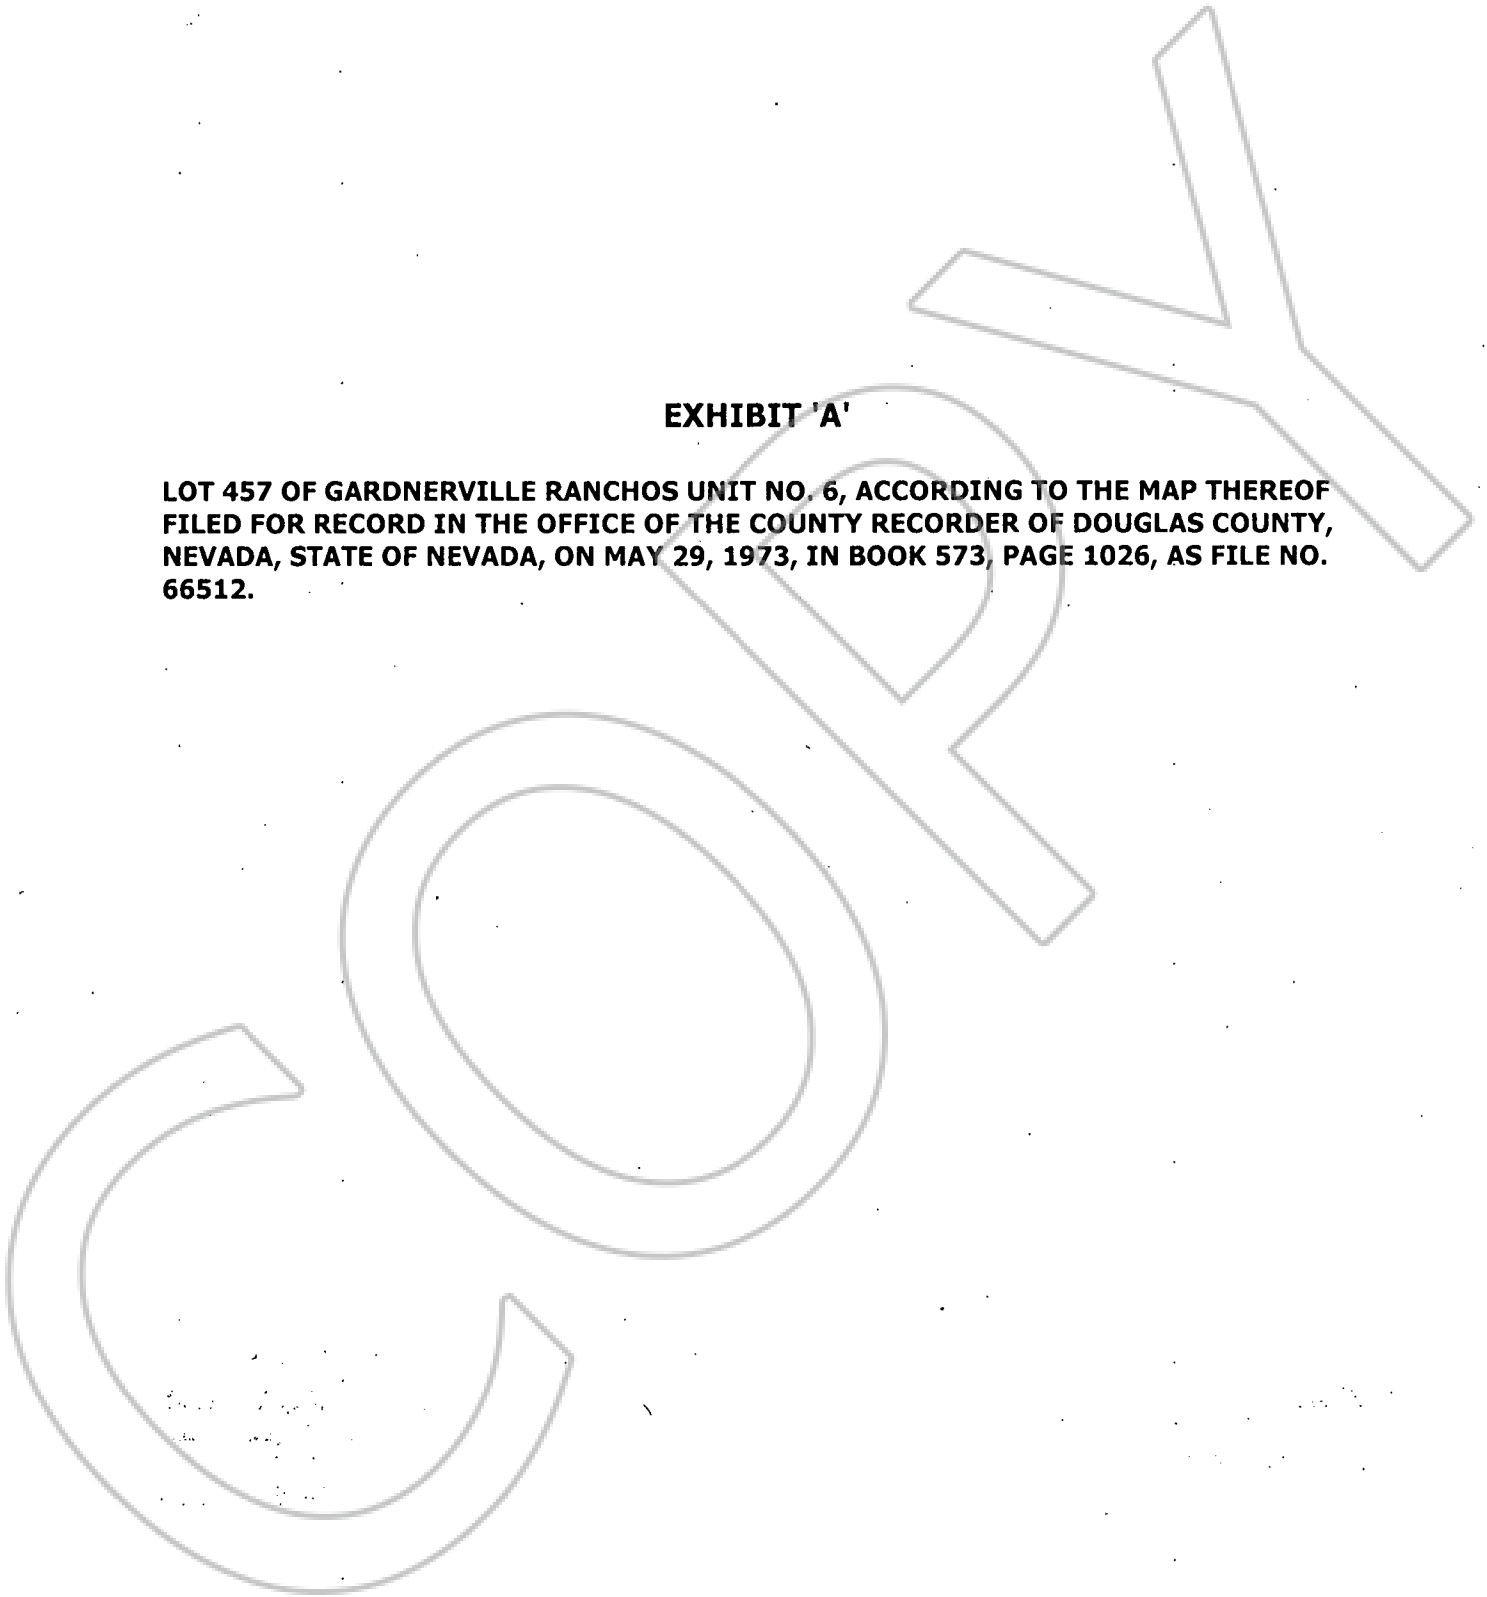 EXHIBIT 'A'
LOT 457 OF GARDNERVILLE RANCHOS UNIT NO. 6, ACCORDING TO THE MAP THEREOF
FILED FOR RECORD IN THE OFFICE OF THE COUNTY RECORDER OF DOUGLAS COUNTY,
NEVADA, STATE OF NEVADA, ON MAY 29, 1973, IN BOOK 573, PAGE 1026, AS FILE NO.
66512.
COPY